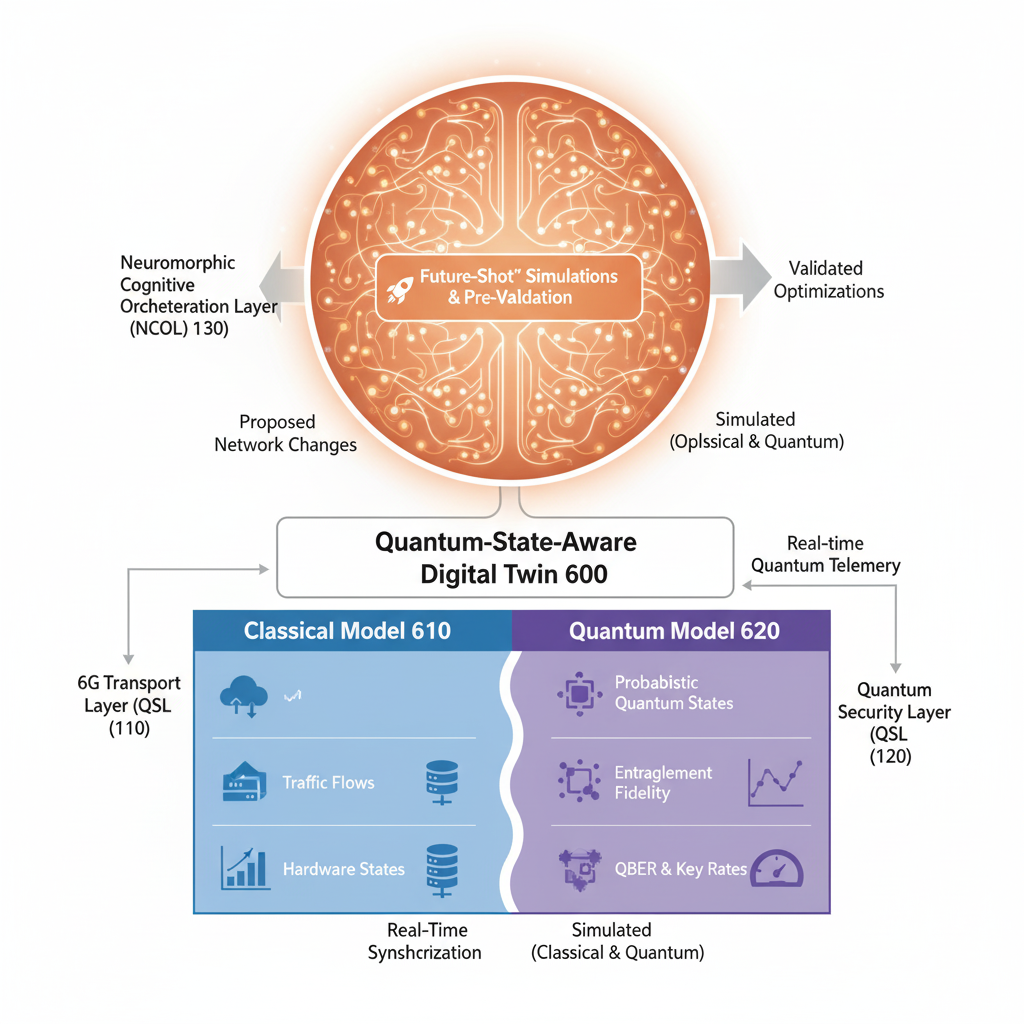 Future-Shot" Simulations
& Pre-Valdation
Neuromorphic
Cognitive
Orcheteration Layer
(NCOL) 130)
Validated
Optimizations
Proposed
Network Changes
Simulated
(Oplssical & Quantum)
Quantum-State-Aware
Digital Twin 600
Real-time
Quantum Telemery
Classical Model 610
Quantum Model 620
6G Transport
Layer (QSL
(110)
Probabistic
Quantum States
Traffic Flows
Entraglement
Fidelity
Hardware States
QBER & Key Rates
Quantum
Security Layer
(QSL
(120)
Real-Time
Synshcrization
Simulated
(Classical & Quantum)